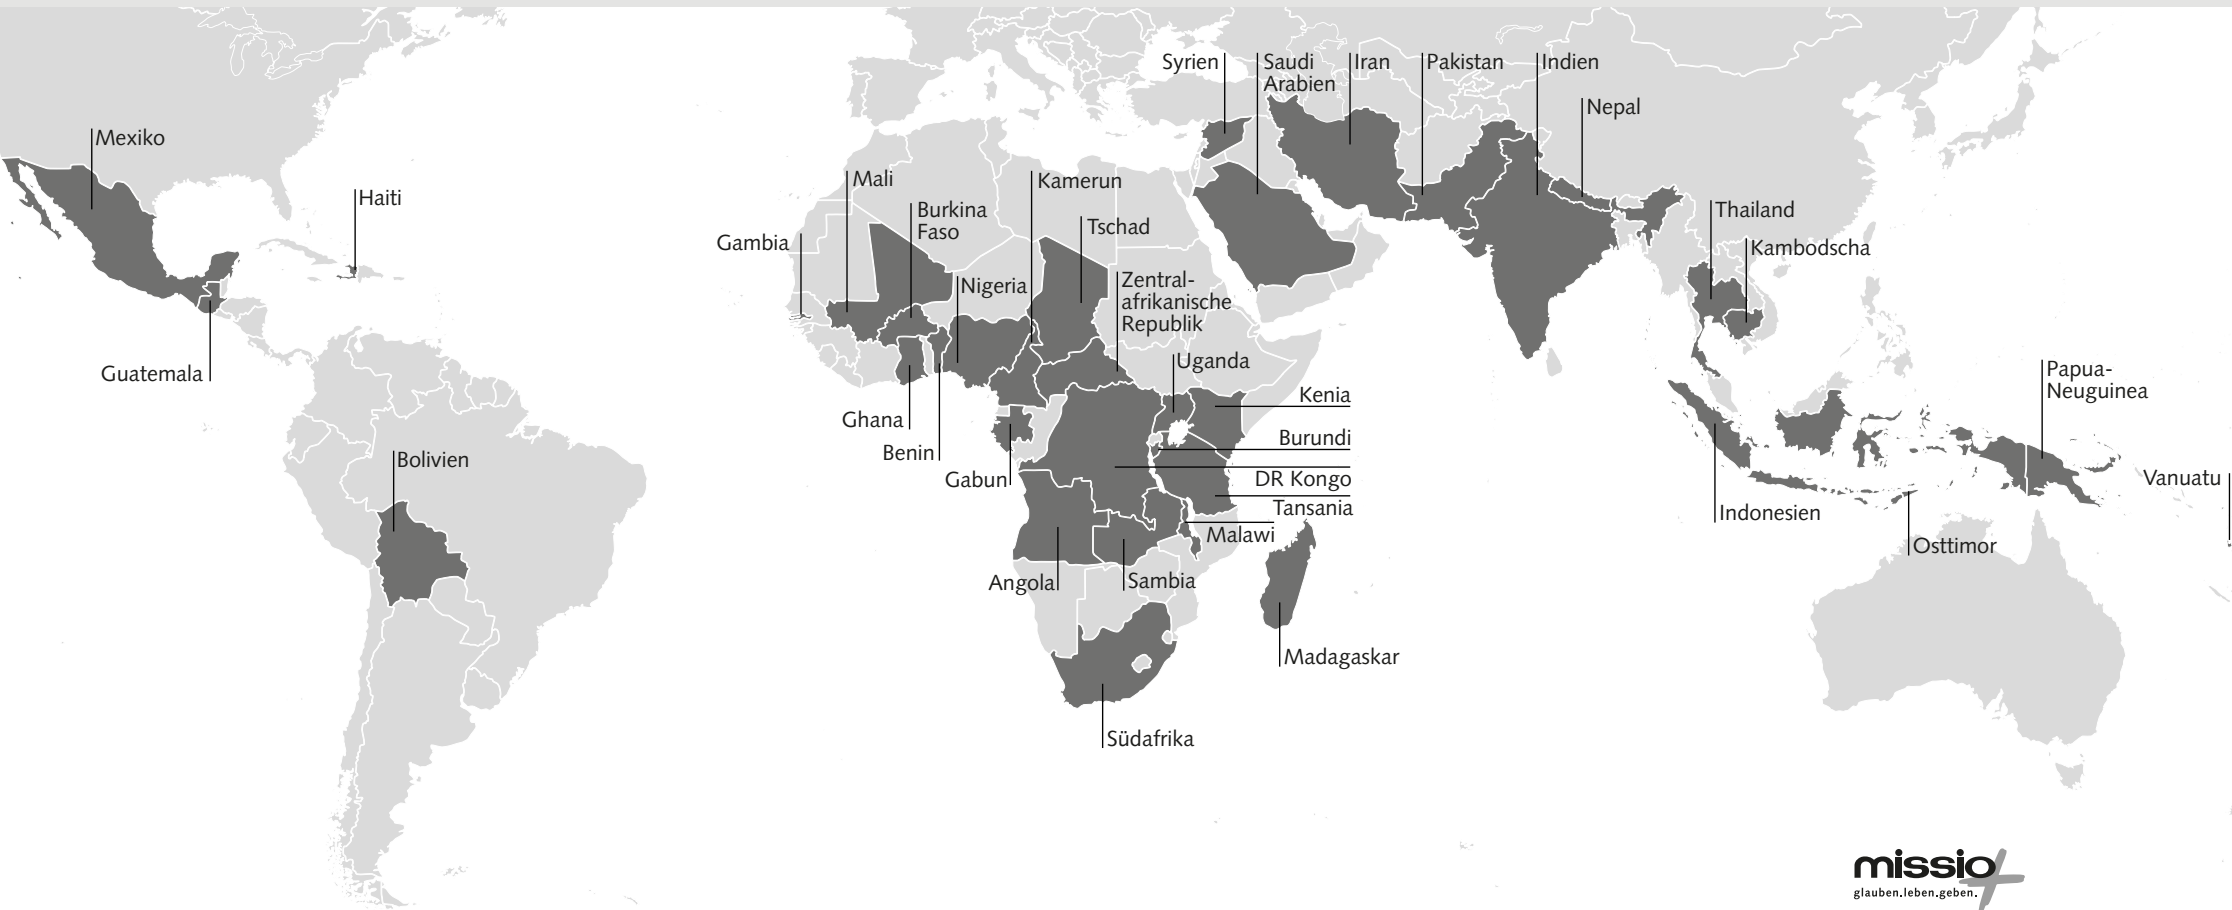 Syrien
Saudi
Arabien
Iran
Pakistan
Indien
Nepal
Mexiko
Haiti
Mali
Kamerun
Burkina
Faso
Tschad
Gambia
Thailand
Kambodscha
Nigeria
Zentral-
afrikanische
Republik
Guatemala
Uganda
Papua-
Neuguinea
Kenia
Ghana
Burundi
Benin
Bolivien
Gabun
DR Kongo
Vanuatu
Tansania
Indonesien
Malawi
Osttimor
Angola
Sambia
Madagaskar
Südafrika
missio
glauben.leben.geben.